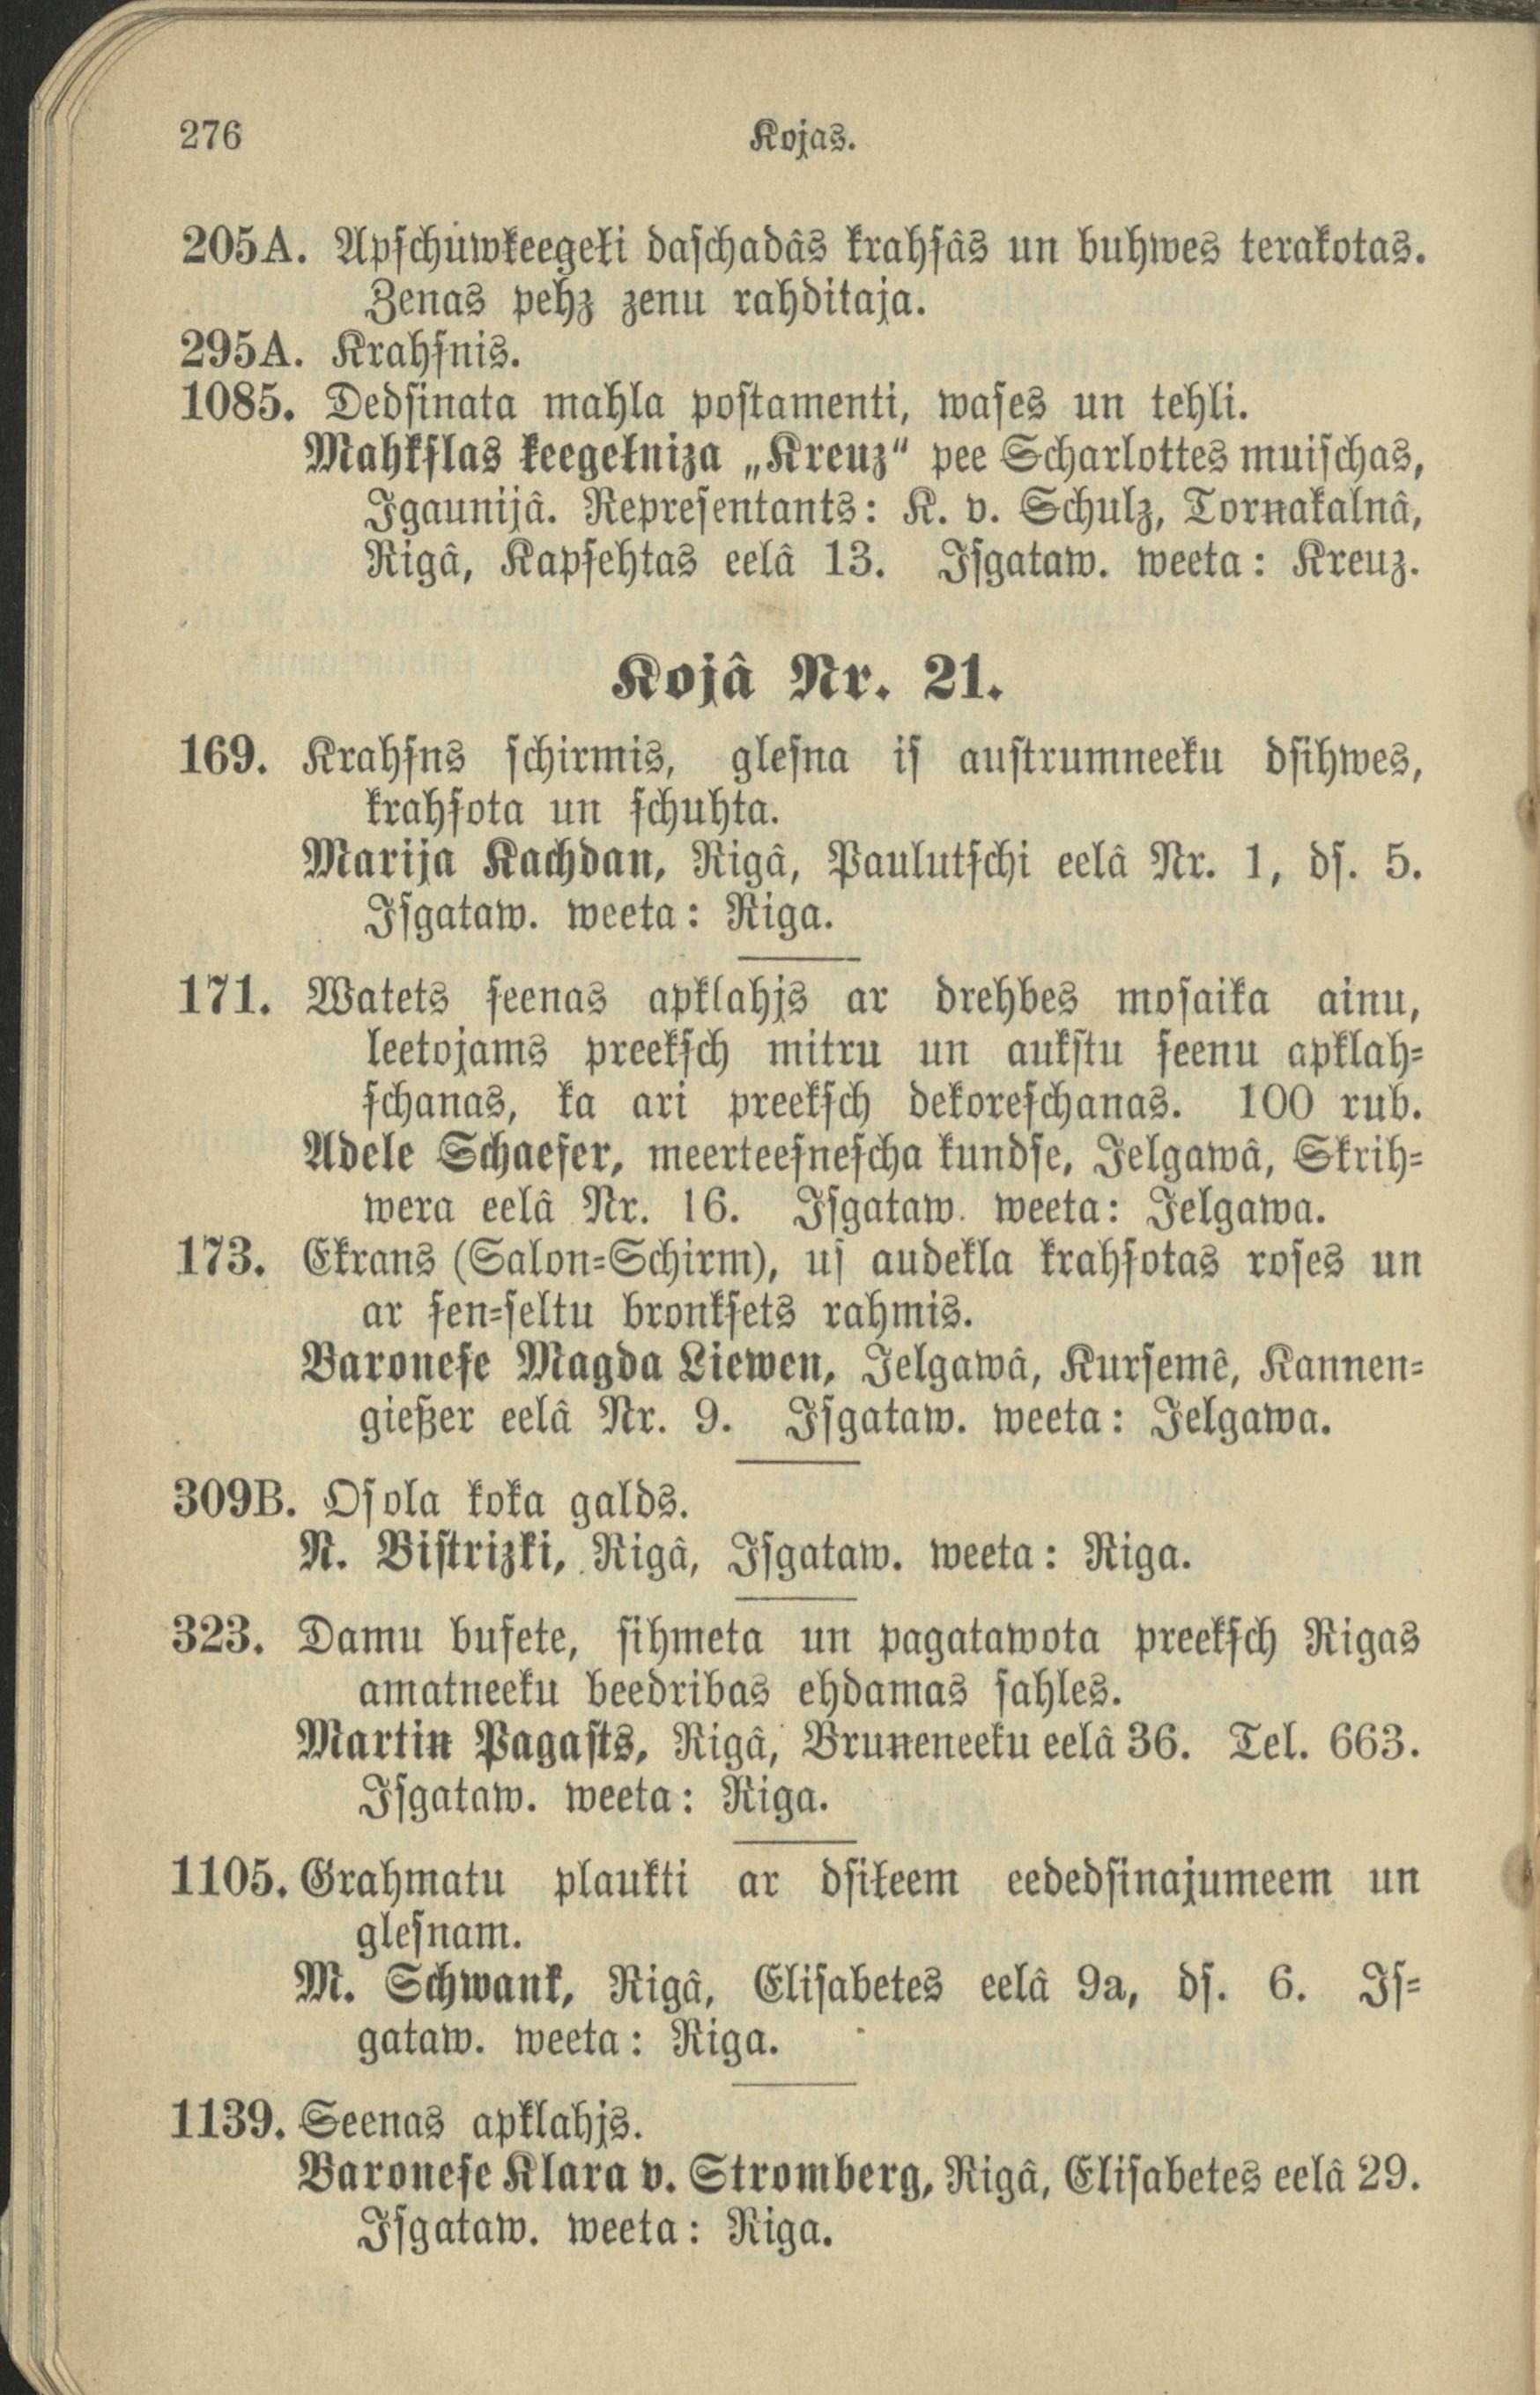 276 Kojas.
205A. Apſchuwkeegełi daſchadâs krahſâs un buhwes terakotas.
Zenas pehz zenu rahditaja.
295A. Krahſnis.
1085. Dedſinata mahla poſtamenti, waſes un tehli.
Mahkſlas keegełniza „Kreuz“ pee Scharlottes muiſchas,
Igaunijâ. Repreſentants: K. v. Schulz, Tornakalnâ,
Rigâ, Kapſehtas eelâ 13. Iſgataw. weeta: Kreuz.
Kojâ Nr. 21.
169. Krahſns ſchirmis, gleſna iſ auſtrumneeku dſihwes,
krahſota un ſchuhta.
Marija Kachdan, Rigâ, Paulutſchi eelâ Nr. 1, dſ. 5.
Iſgataw. weeta: Riga.
171. Watets ſeenas apklahjs ar drehbes moſaika ainu,
leetojams preekſch mitru un aukſtu ſeenu apklah⸗
ſchanas, ka ari preekſch dekoreſchanas. 100 rub.
Adele Schaefer, meerteeſneſcha kundſe, Jelgawâ, Skrih⸗
wera eelâ Nr. 16. Iſgataw. weeta: Jelgawa.
173. Ekrans (Salon⸗Schirm), uſ audekla krahſotas roſes un
ar ſen⸗ſeltu bronkſets rahmis.
Baroneſe Magda Liewen, Jelgawâ, Kurſemê, Kannen⸗
gießer eelâ Nr. 9. Iſgataw. weeta: Jelgawa.
309B. Oſola koka galds.
N. Biſtrizki, Rigâ, Iſgataw. weeta: Riga.
323. Damu bufete, ſihmeta un pagatawota preekſch Rigas
amatneeku beedribas ehdamas ſahles.
Martin Pagaſts, Rigâ, Bruneneeku eelâ 36. Tel. 663.
Iſgataw. weeta: Riga.
1105. Grahmatu plaukti ar dſiłeem eededſinajumeem un
gleſnam.
M. Schwank, Rigâ, Eliſabetes eelâ 9a, dſ. 6. Iſ⸗
gataw. weeta: Riga.
1139. Seenas apklahjs.
Baroneſe Klara v. Stromberg, Rigâ, Eliſabetes eelâ 29.
Iſgataw. weeta: Riga.